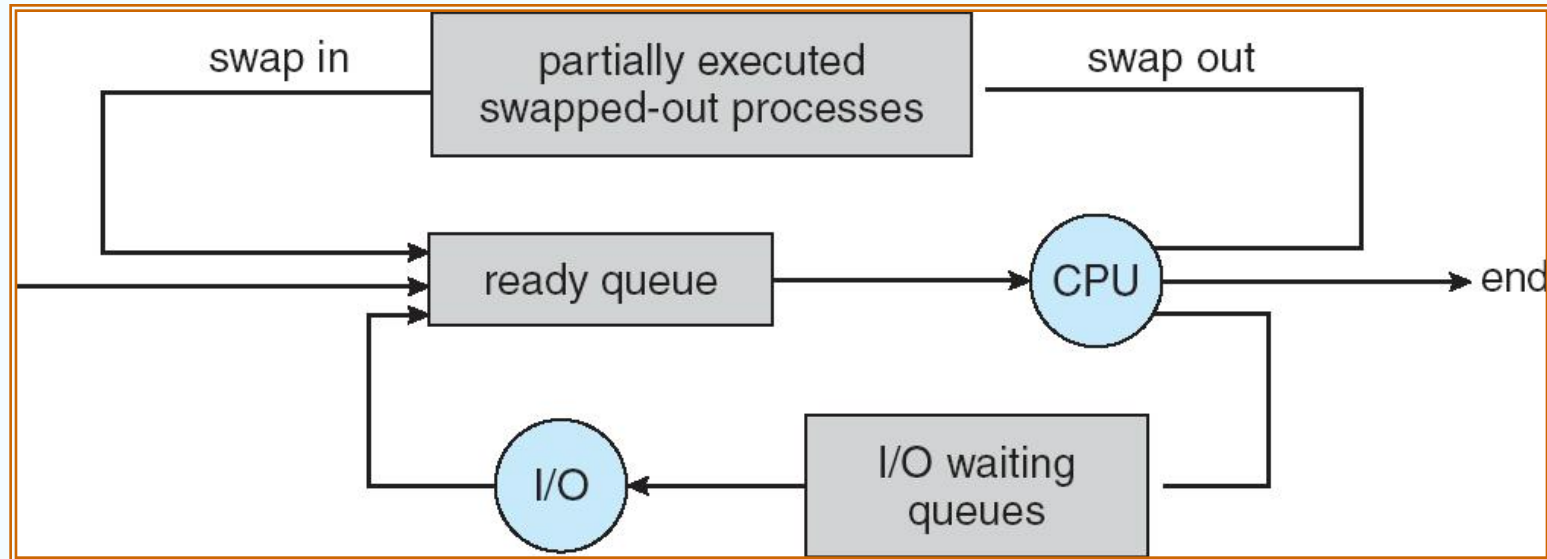 swap in
partially executed
swapped-out processes
swap out
ready queue
CPU
end
I/O
I/O waiting
queues